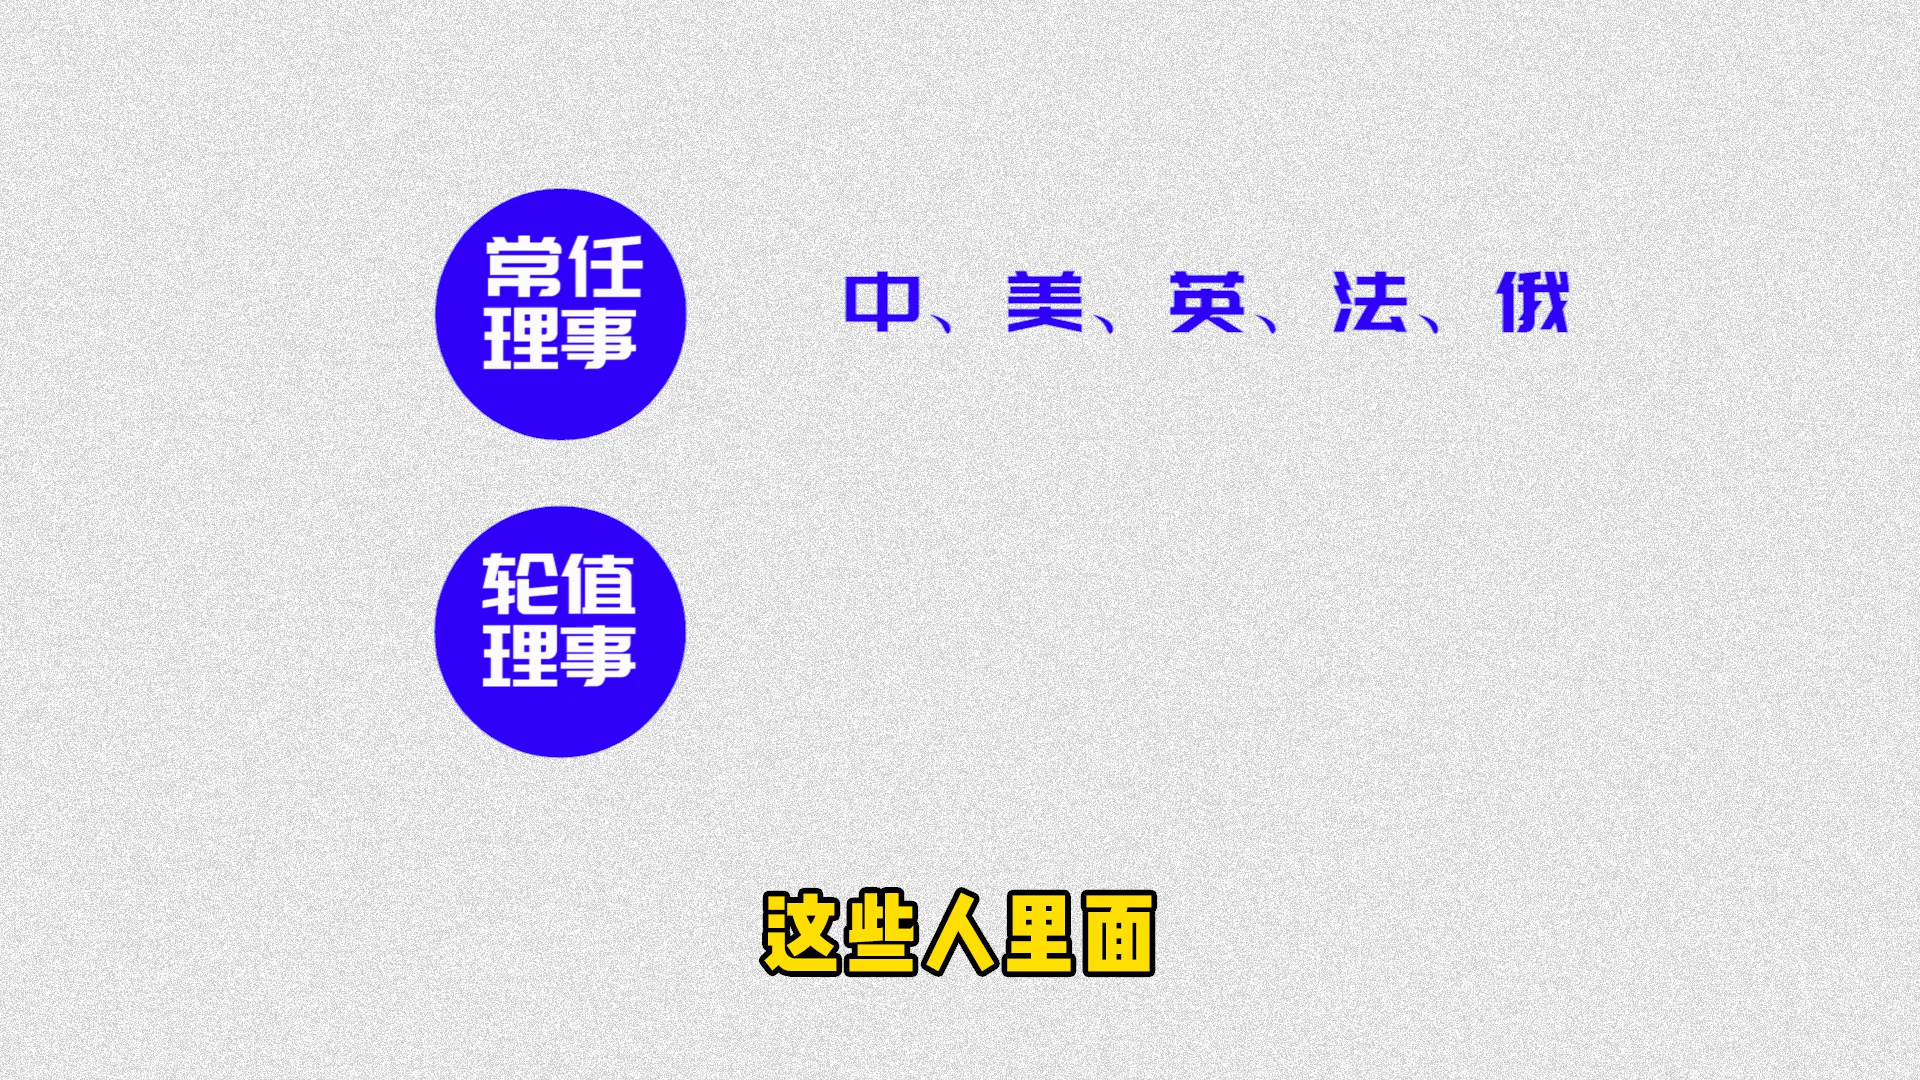 常任
理事
中、美、英、法、俄
轮值
理事
这些人里面